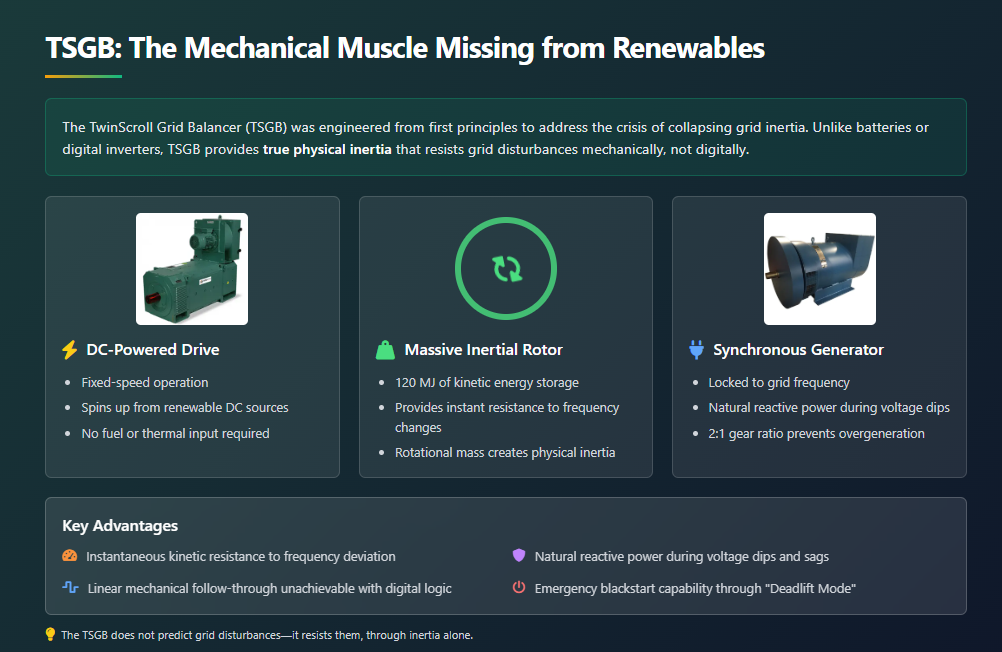 TSGB: The Mechanical Muscle Missing from Renewables
The TwinScroll Grid Balancer (TSGB) was engineered from first principles to address the crisis of collapsing grid inertia. Unlike batteries or
digital inverters, TSGB provides true physical inertia that resists grid disturbances mechanically, not digitally.
DC-Powered Drive
• Fixed-speed operation
• Spins up from renewable DC sources
• No fuel or thermal input required
Massive Inertial Rotor
• 120 MJ of kinetic energy storage
• Provides instant resistance to frequency
changes
• Rotational mass creates physical inertia
Synchronous Generator
• Locked to grid frequency
• Natural reactive power during voltage dips
• 2:1 gear ratio prevents overgeneration
Key Advantages
Instantaneous kinetic resistance to frequency deviation
Natural reactive power during voltage dips and sags
Linear mechanical follow-through unachievable with digital logic
Emergency blackstart capability through "Deadlift Mode"
The TSGB does not predict grid disturbances—it resists them, through inertia alone.